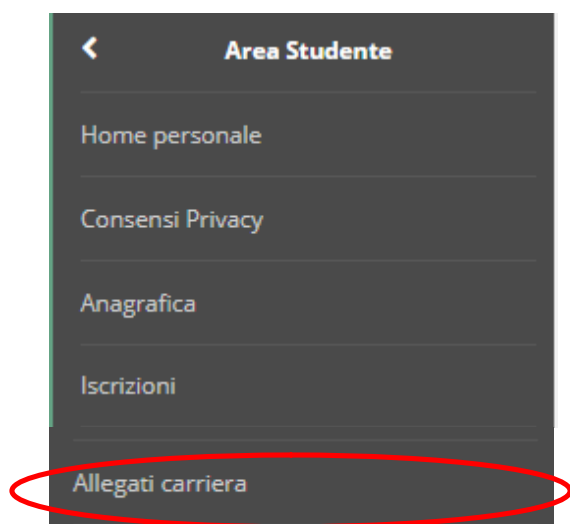 Area Studente
Home personale
Consensi Privacy
Anagrafica
Iscrizioni
Allegati carriera